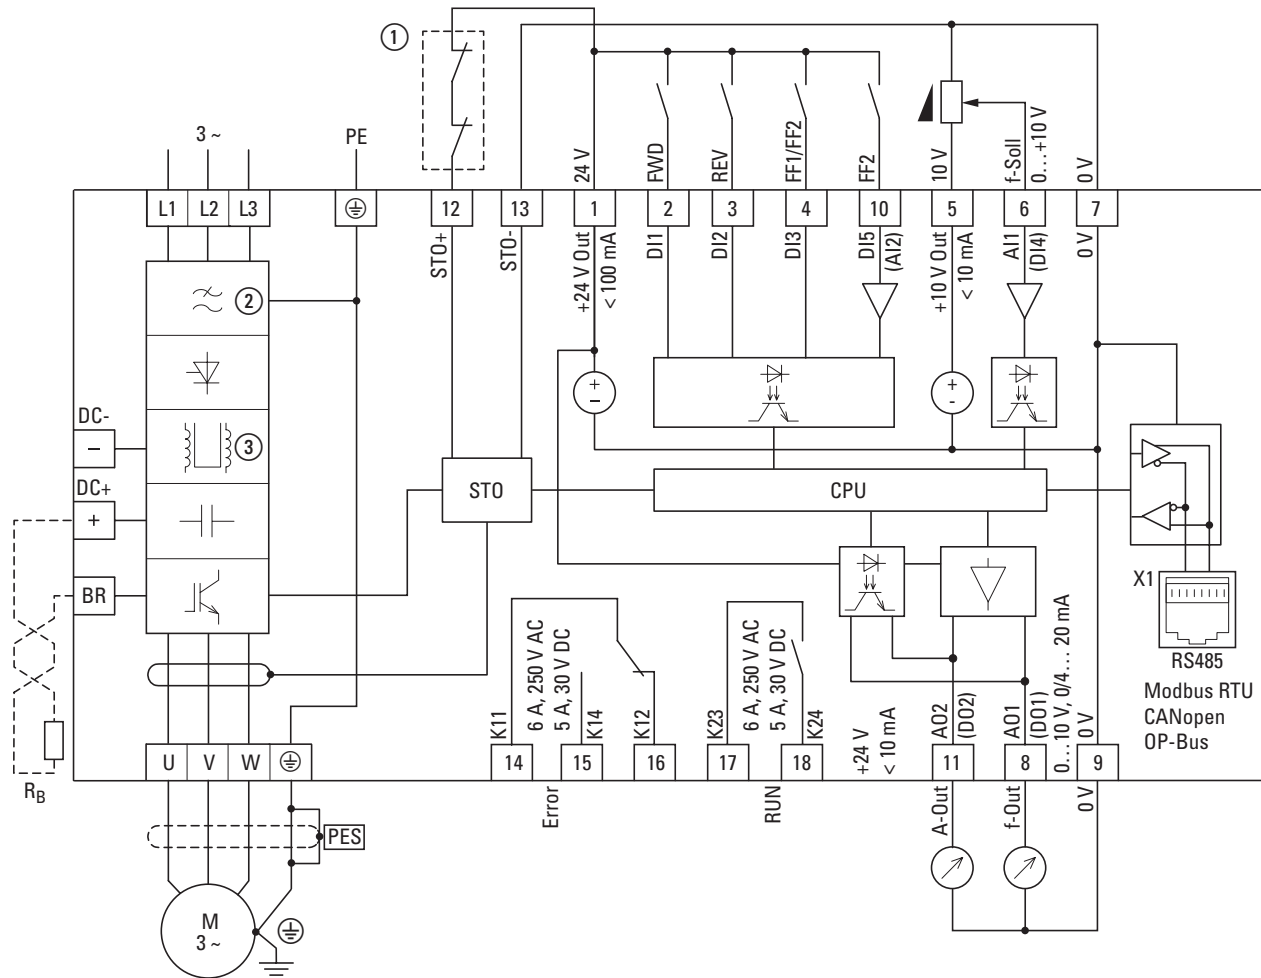 1
3 ~
PE
24 V
FWD
REV
FF1/FF2
FF2
10 V
f-Soll
0...+10 V
0 V
L1
L2
L3
12
13
1
2
3
4
10
5
6
7
STO+
STO-
+24 V Out
< 100 mA
DI1
DI2
DI3
DI5
(AI2)
+10 V Out
< 10 mA
AI1
(DI4)
0 V
2
+
−
+
-
DC-
−
3
DC+
+
STO
CPU
BR
X1
RS485
Modbus RTU
CANopen
OP-Bus
K11
6 A, 250 V AC
5 A, 30 V DC
K14
K12
K23
6 A, 250 V AC
5 A, 30 V DC
K24
+24 V
< 10 mA
AO2
(DO2)
AO1
(DO1)
0...10 V, 0/4... 20 mA
0 V
U
V
W
14
15
16
17
18
11
8
9
RB
Error
RUN
A-Out
f-Out
0 V
PES
M
3 ~